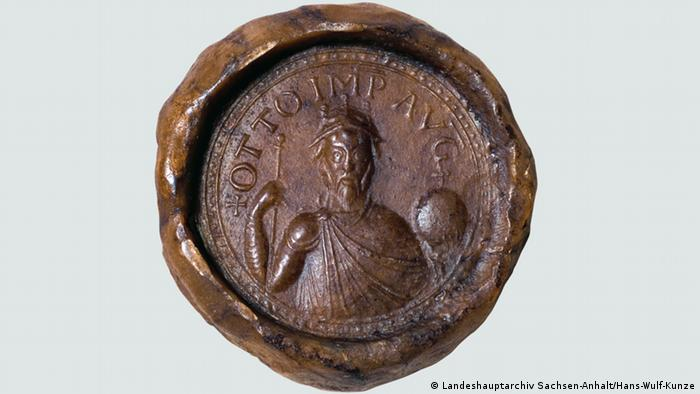 +OTTO IMP AVG
© Landeshauptarchiv Sachsen-Anhalt/Hans-Wulf-Kunze